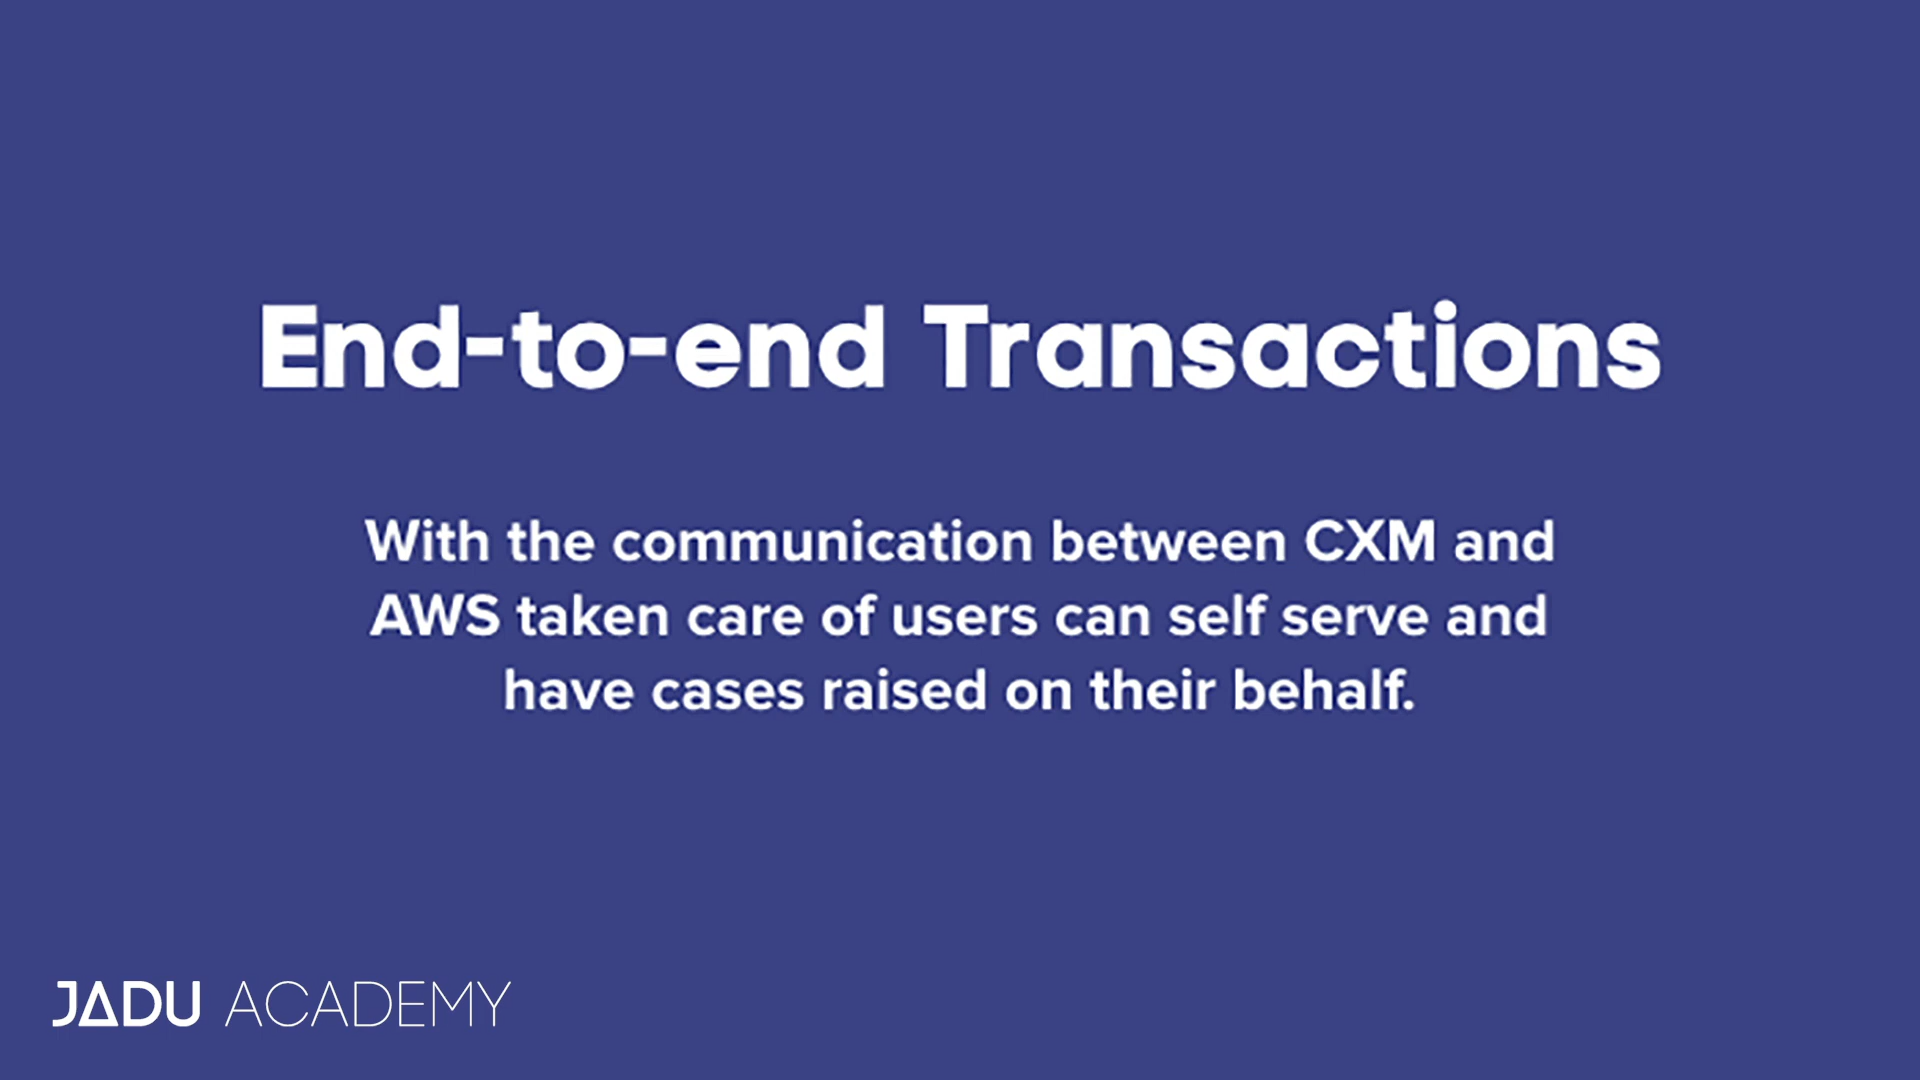 End-to-end Transactions
With the communication between CXM and
AWS taken care of users can self serve and
have cases raised on their behalf.
JADU ACADEMY